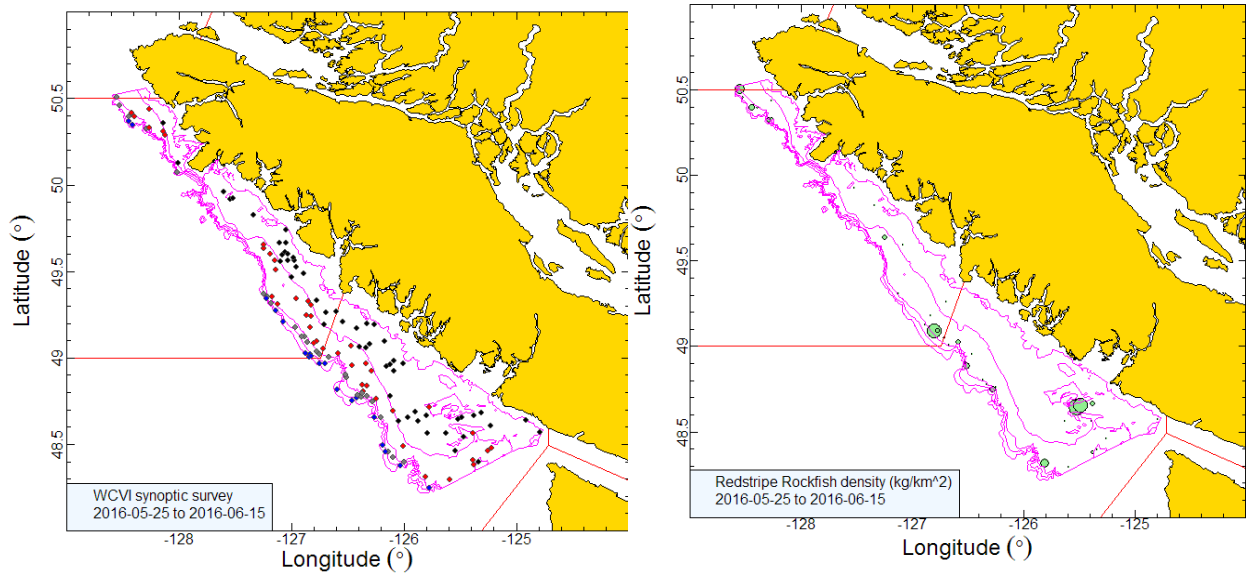 50.5
50
49.5
49
48.5
Latitude (°)
-128
-127
-126
-125
Longitude (°)
WCVI synoptic survey
2016-05-25 to 2016-06-15
50.5
50
49.5
49
48.5
Latitude (°)
-128
-127
-126
-125
Longitude (°)
Redstripe Rockfish density (kg/km^2)
2016-05-25 to 2016-06-15